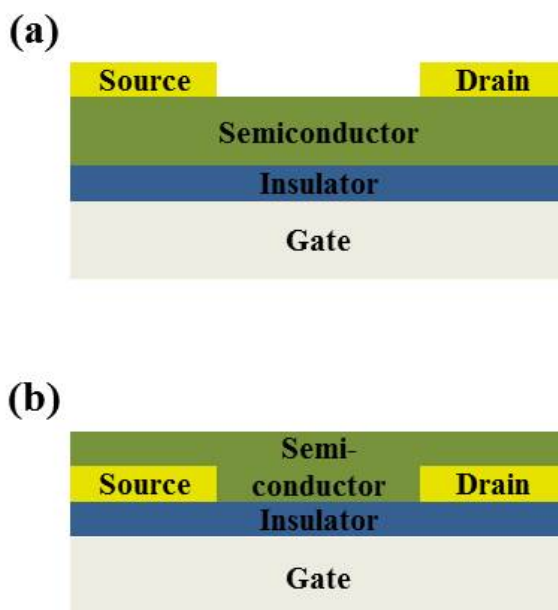 (a)
Source Drain
Semiconductor
Insulator
Gate
(b)
Semi-
Source conductor Drain
Insulator
Gate